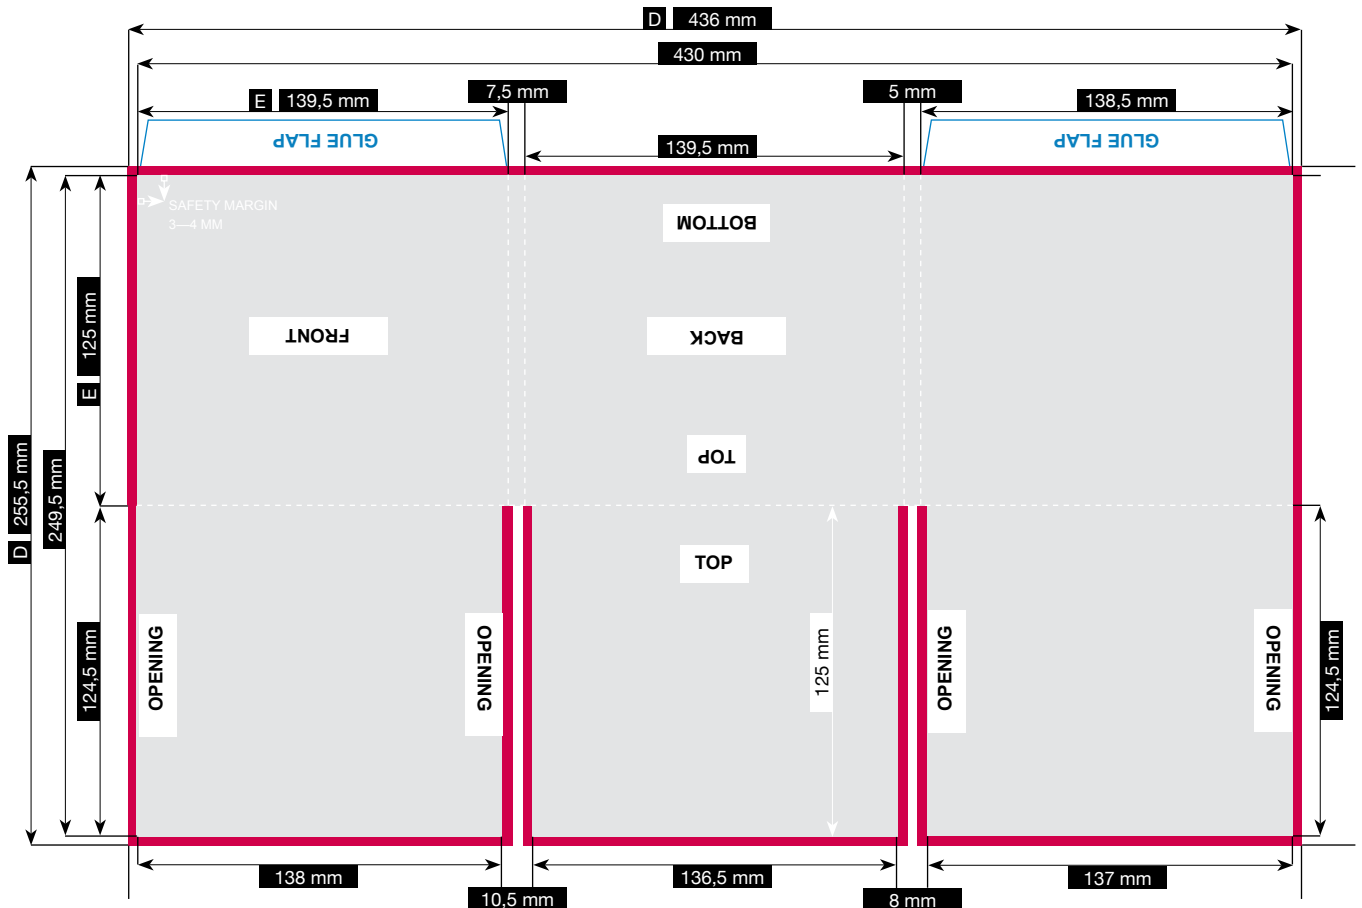 D 436 mm
430 mm
7,5 mm
5 mm
E 139,5 mm
138,5 mm
GLUE FLAP
139,5 mm
GLUE FLAP
SAFETY MARGIN
3—4 MM
BOTTOM
125 mm
E
FRONT
BACK
TOP
D 255,5 mm
249,5 mm
TOP
124,5 mm
OPENING
OPENING
125 mm
OPENING
OPENING
124,5 mm
138 mm
136,5 mm
137 mm
10,5 mm
8 mm